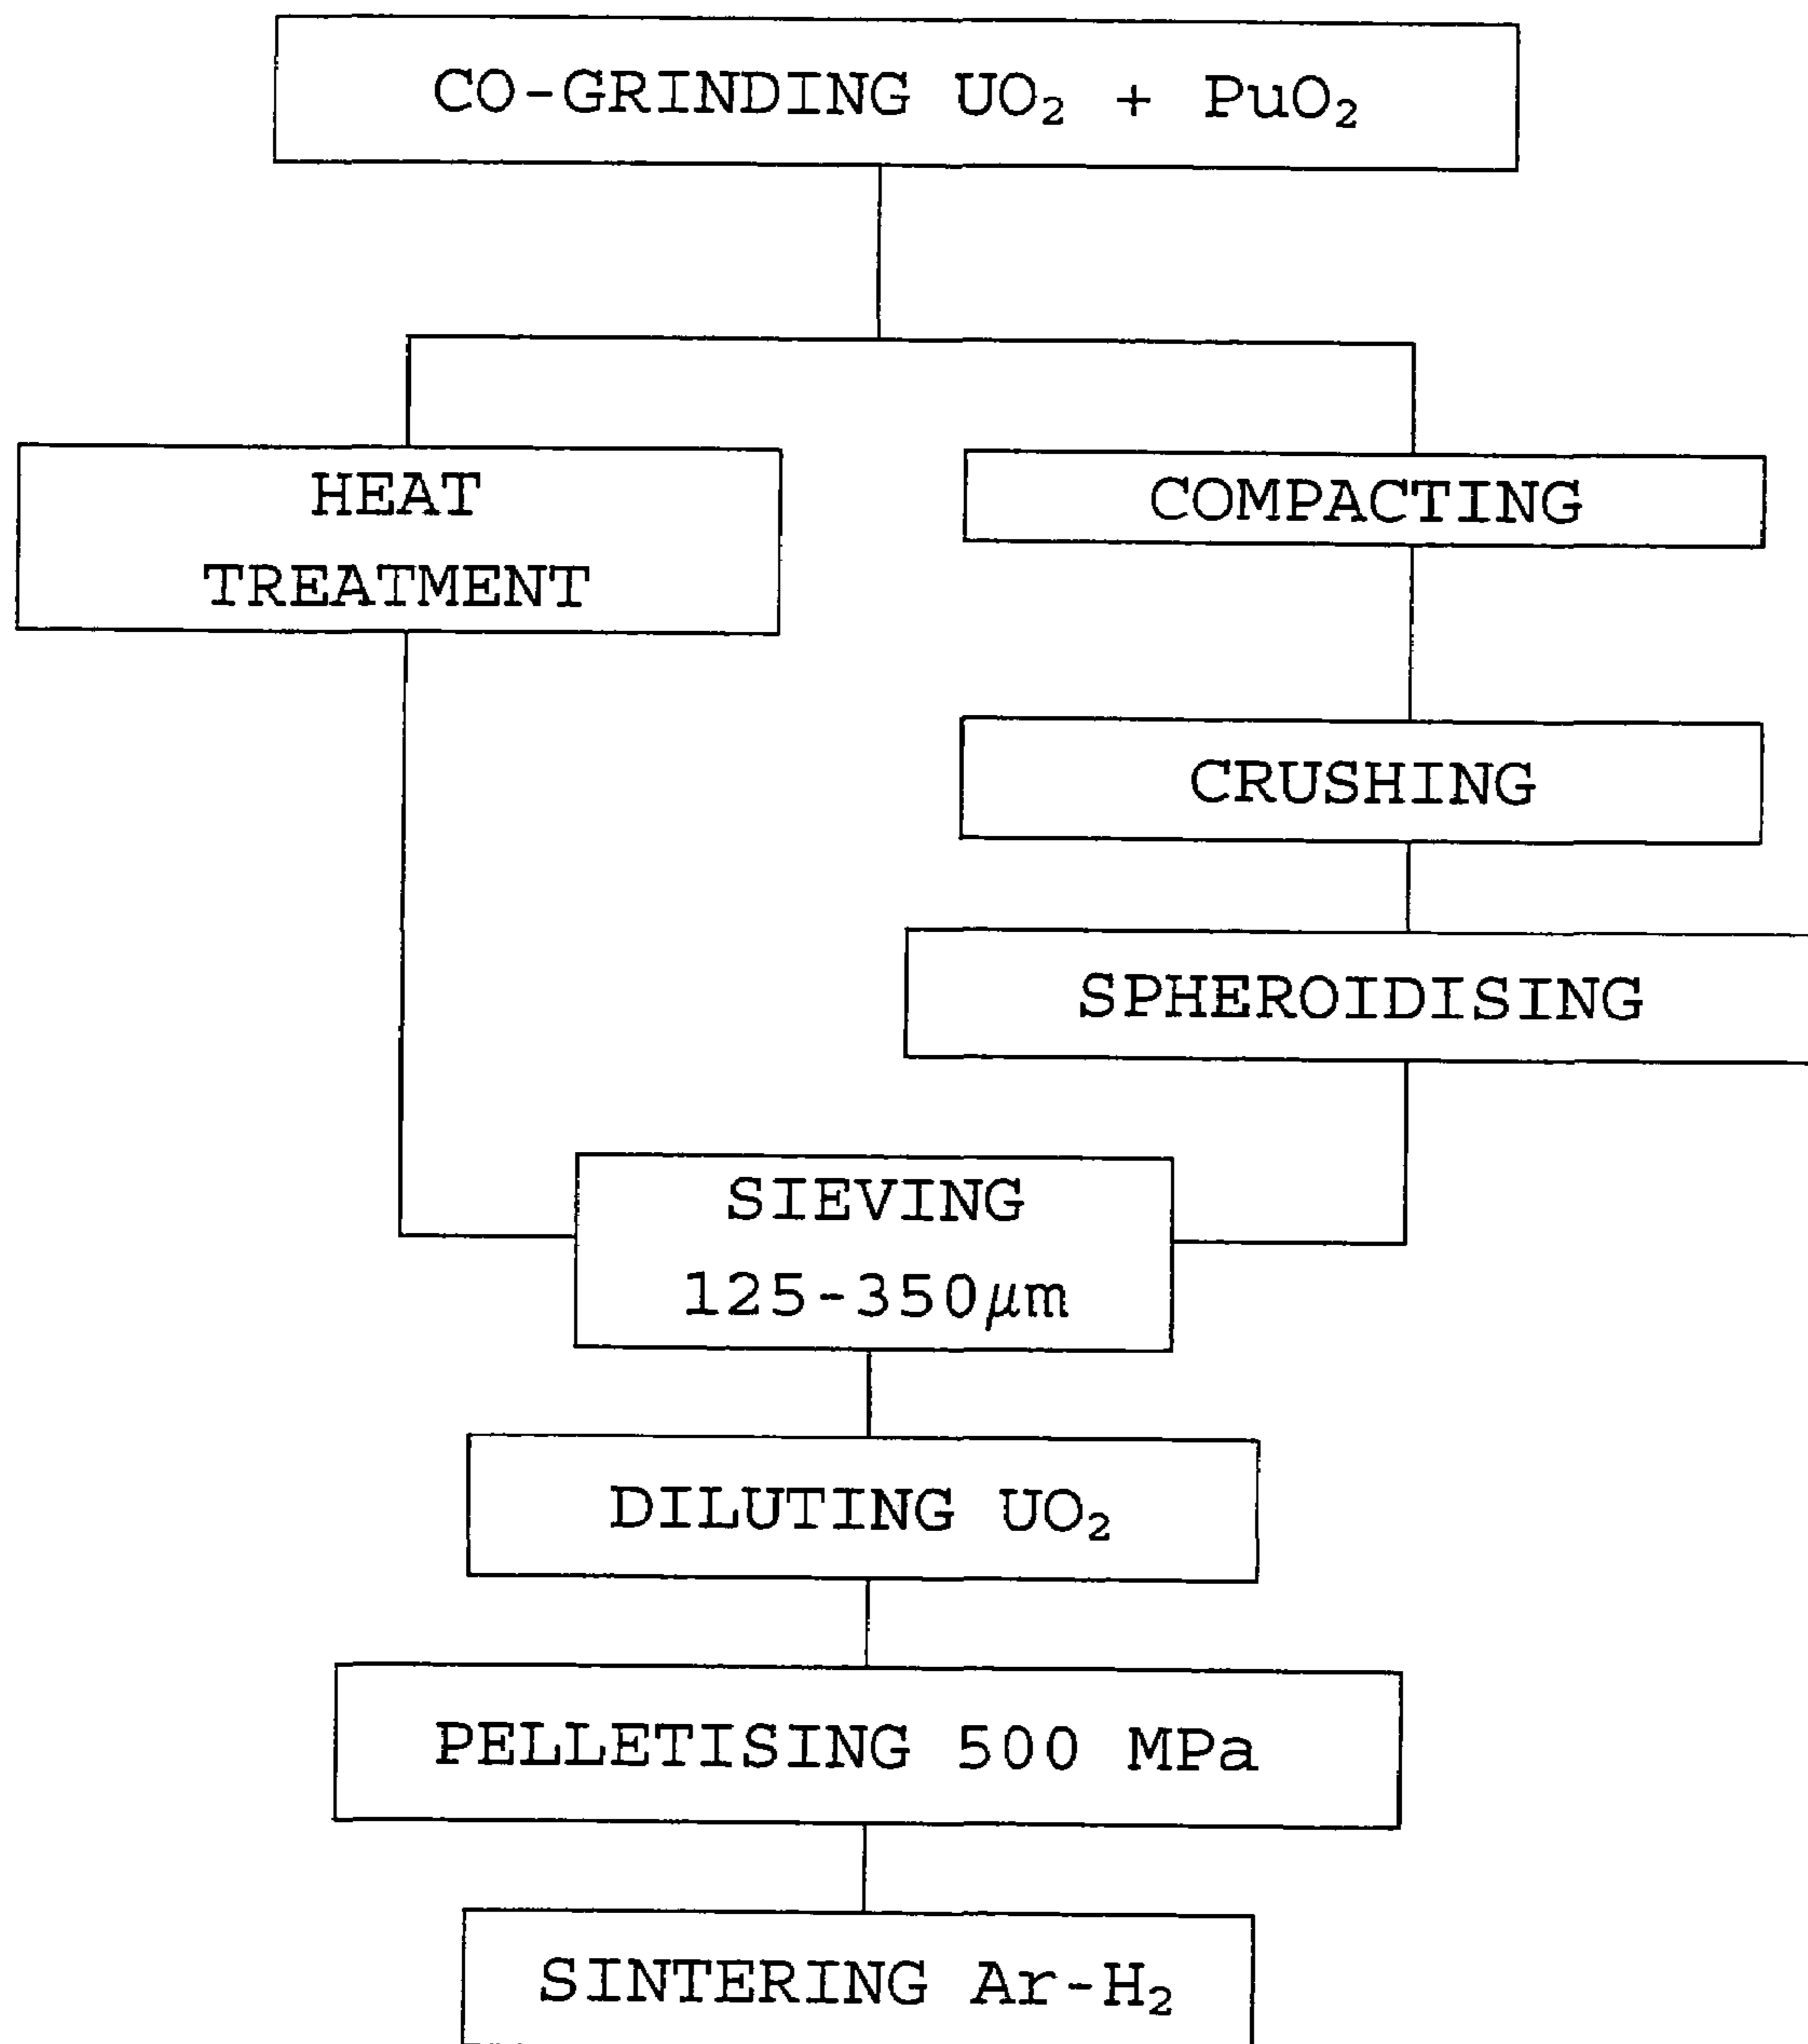 CO-GRINDING UO₂ + PuO₂
HEAT
TREATMENT
COMPACTING
CRUSHING
SPHEROIDISING
SIEVING
125-350μm
DILUTING UO₂
PELLETISING 500 MPa
SINTERING Ar-H₂